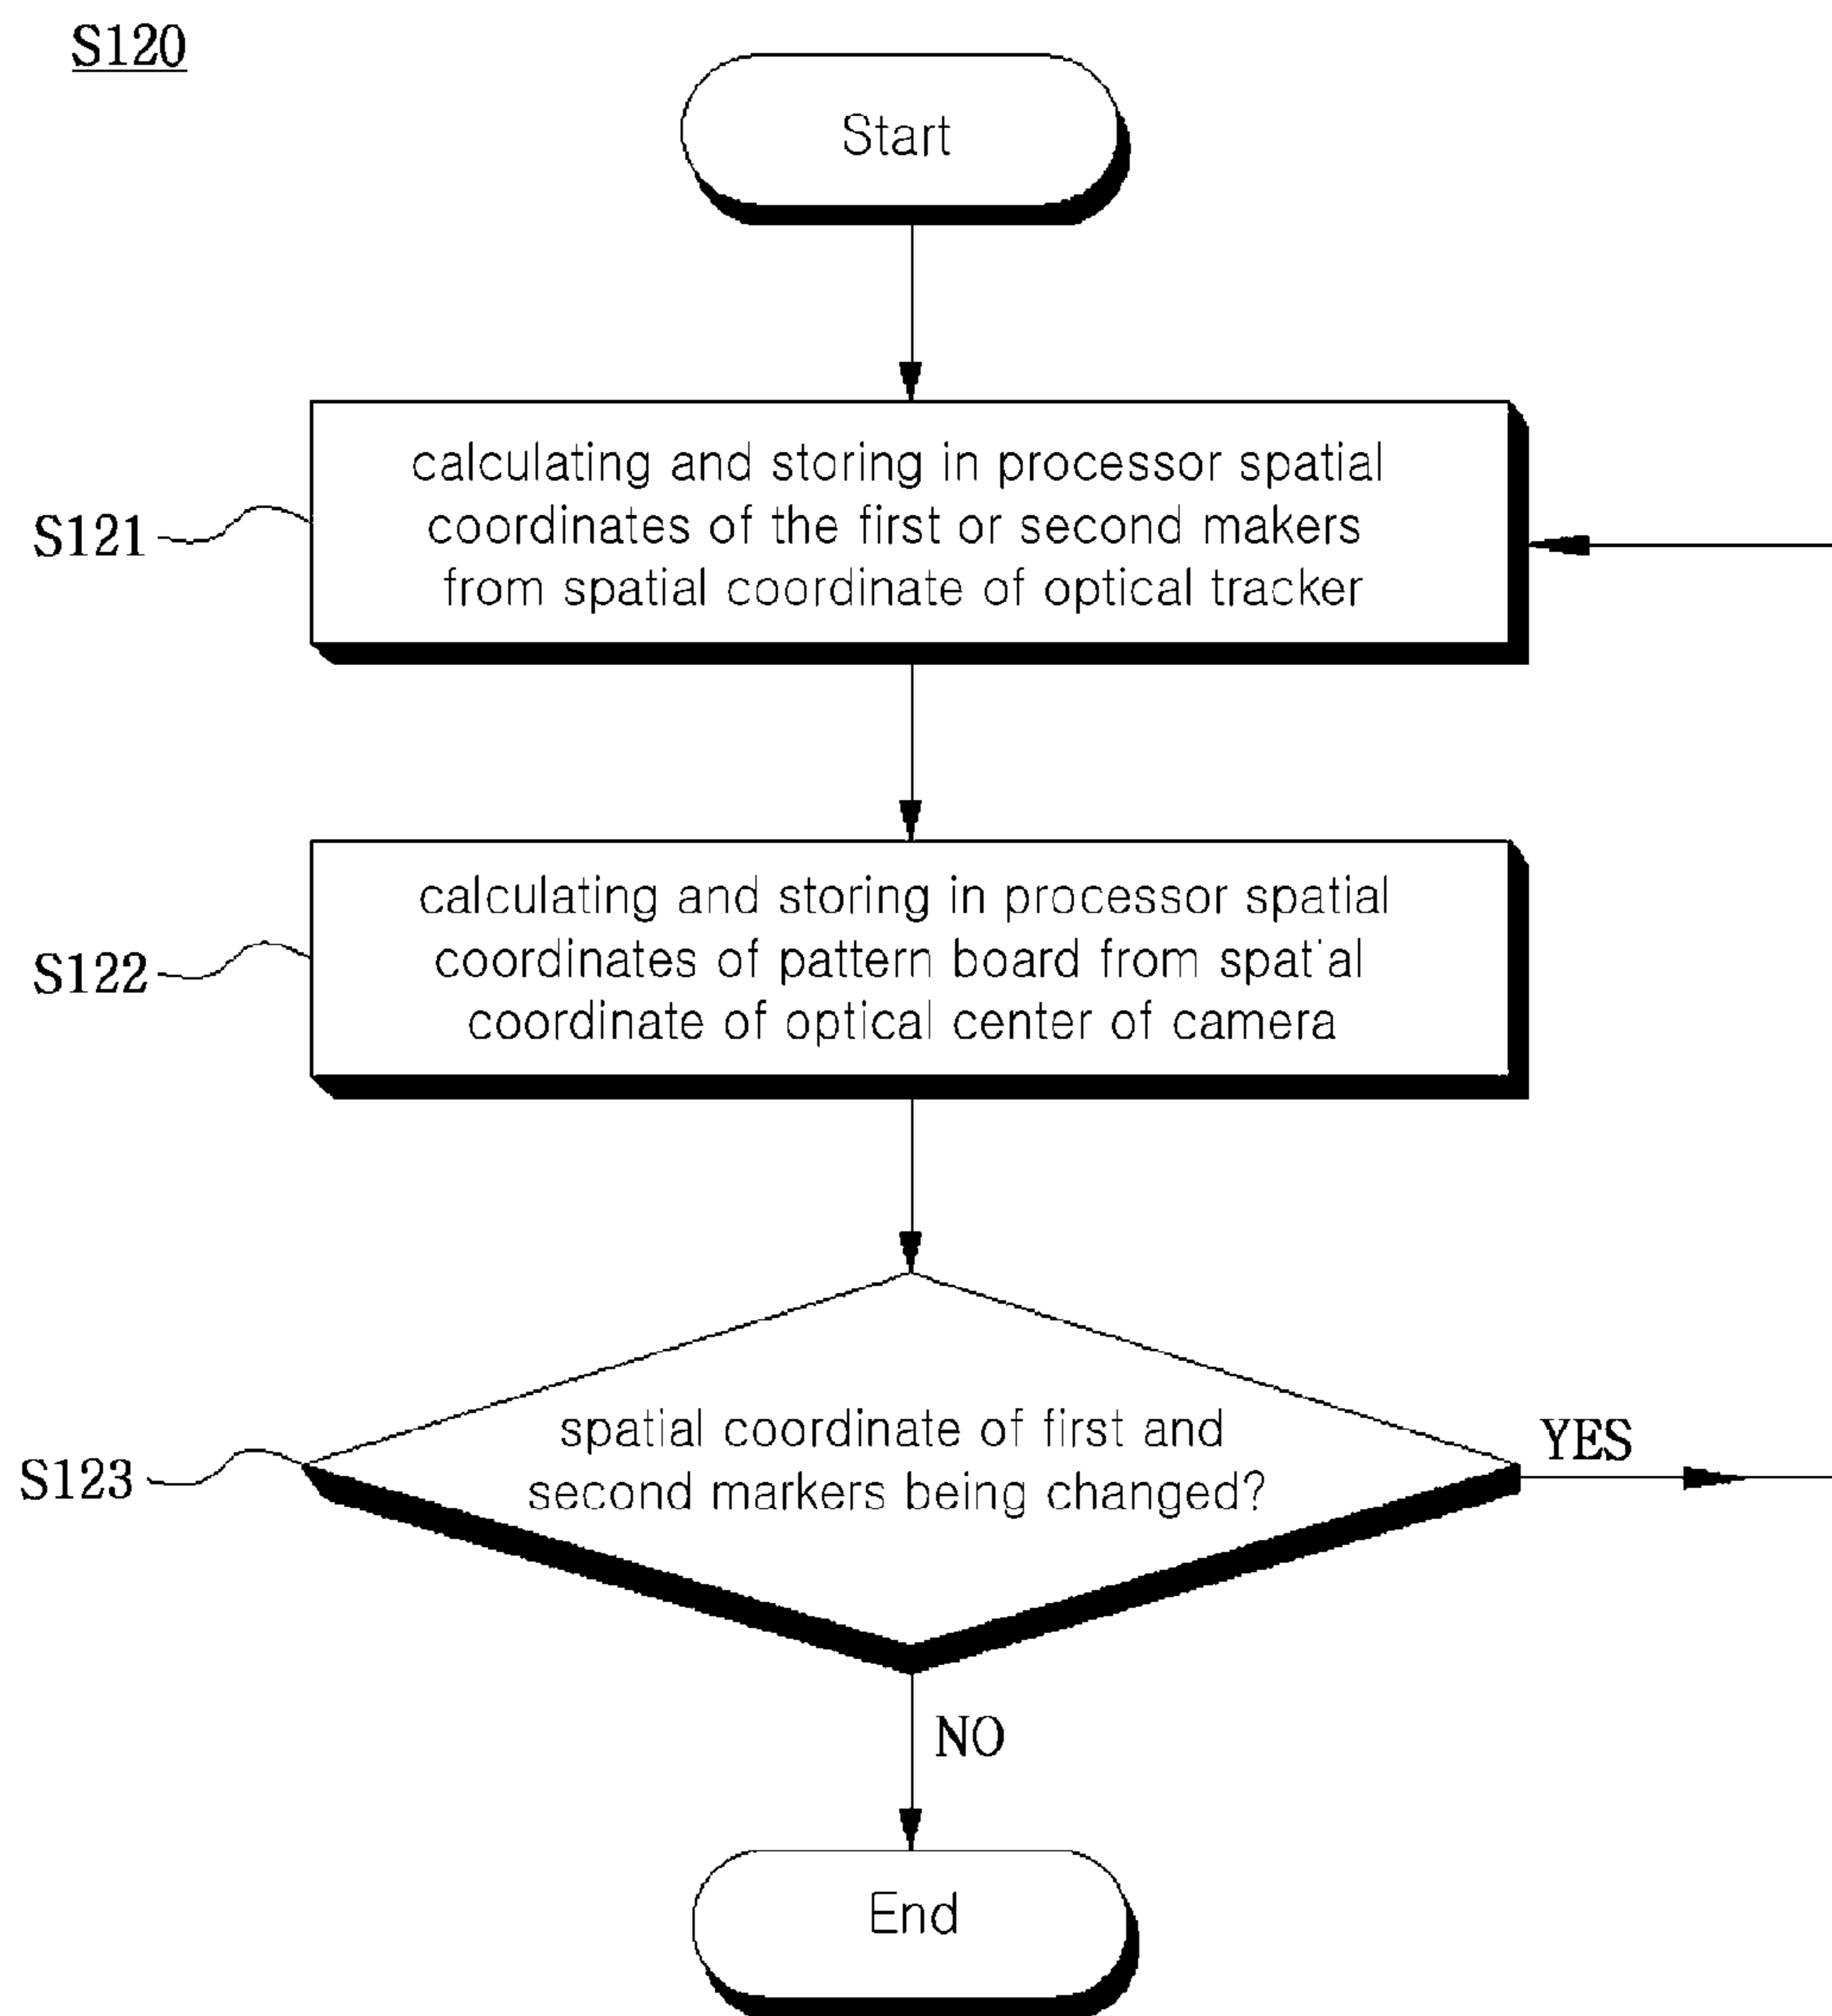 S120
Start
calculating and storing in processor spatial
coordinates of the first or second makers
from spatial coordinate of optical tracker
S121
calculating and storing in processor spatial
coordinates of pattern board from spatial
coordinate of optical center of camera
S122
spatial coordinate of first and
second markers being changed?
S123
YES
NO
End